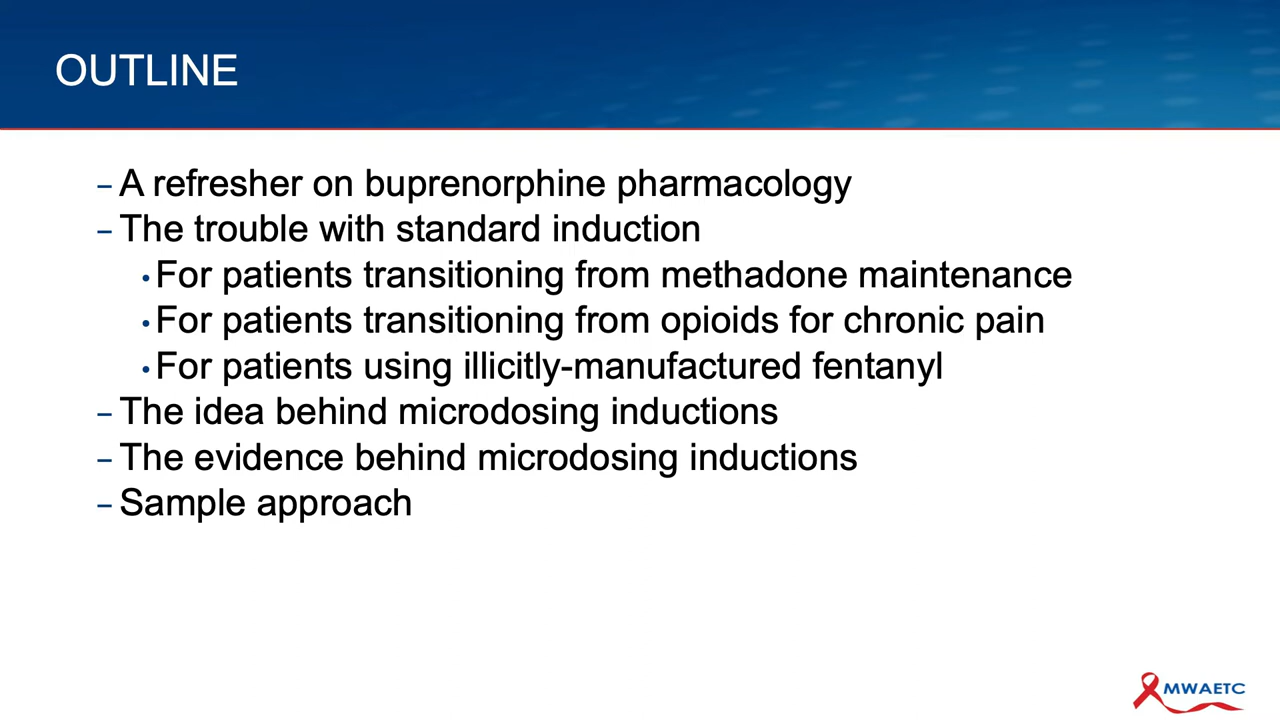 OUTLINE
– A refresher on buprenorphine pharmacology
– The trouble with standard induction
• For patients transitioning from methadone maintenance
• For patients transitioning from opioids for chronic pain
• For patients using illicitly-manufactured fentanyl
– The idea behind microdosing inductions
– The evidence behind microdosing inductions
– Sample approach
MWAETC